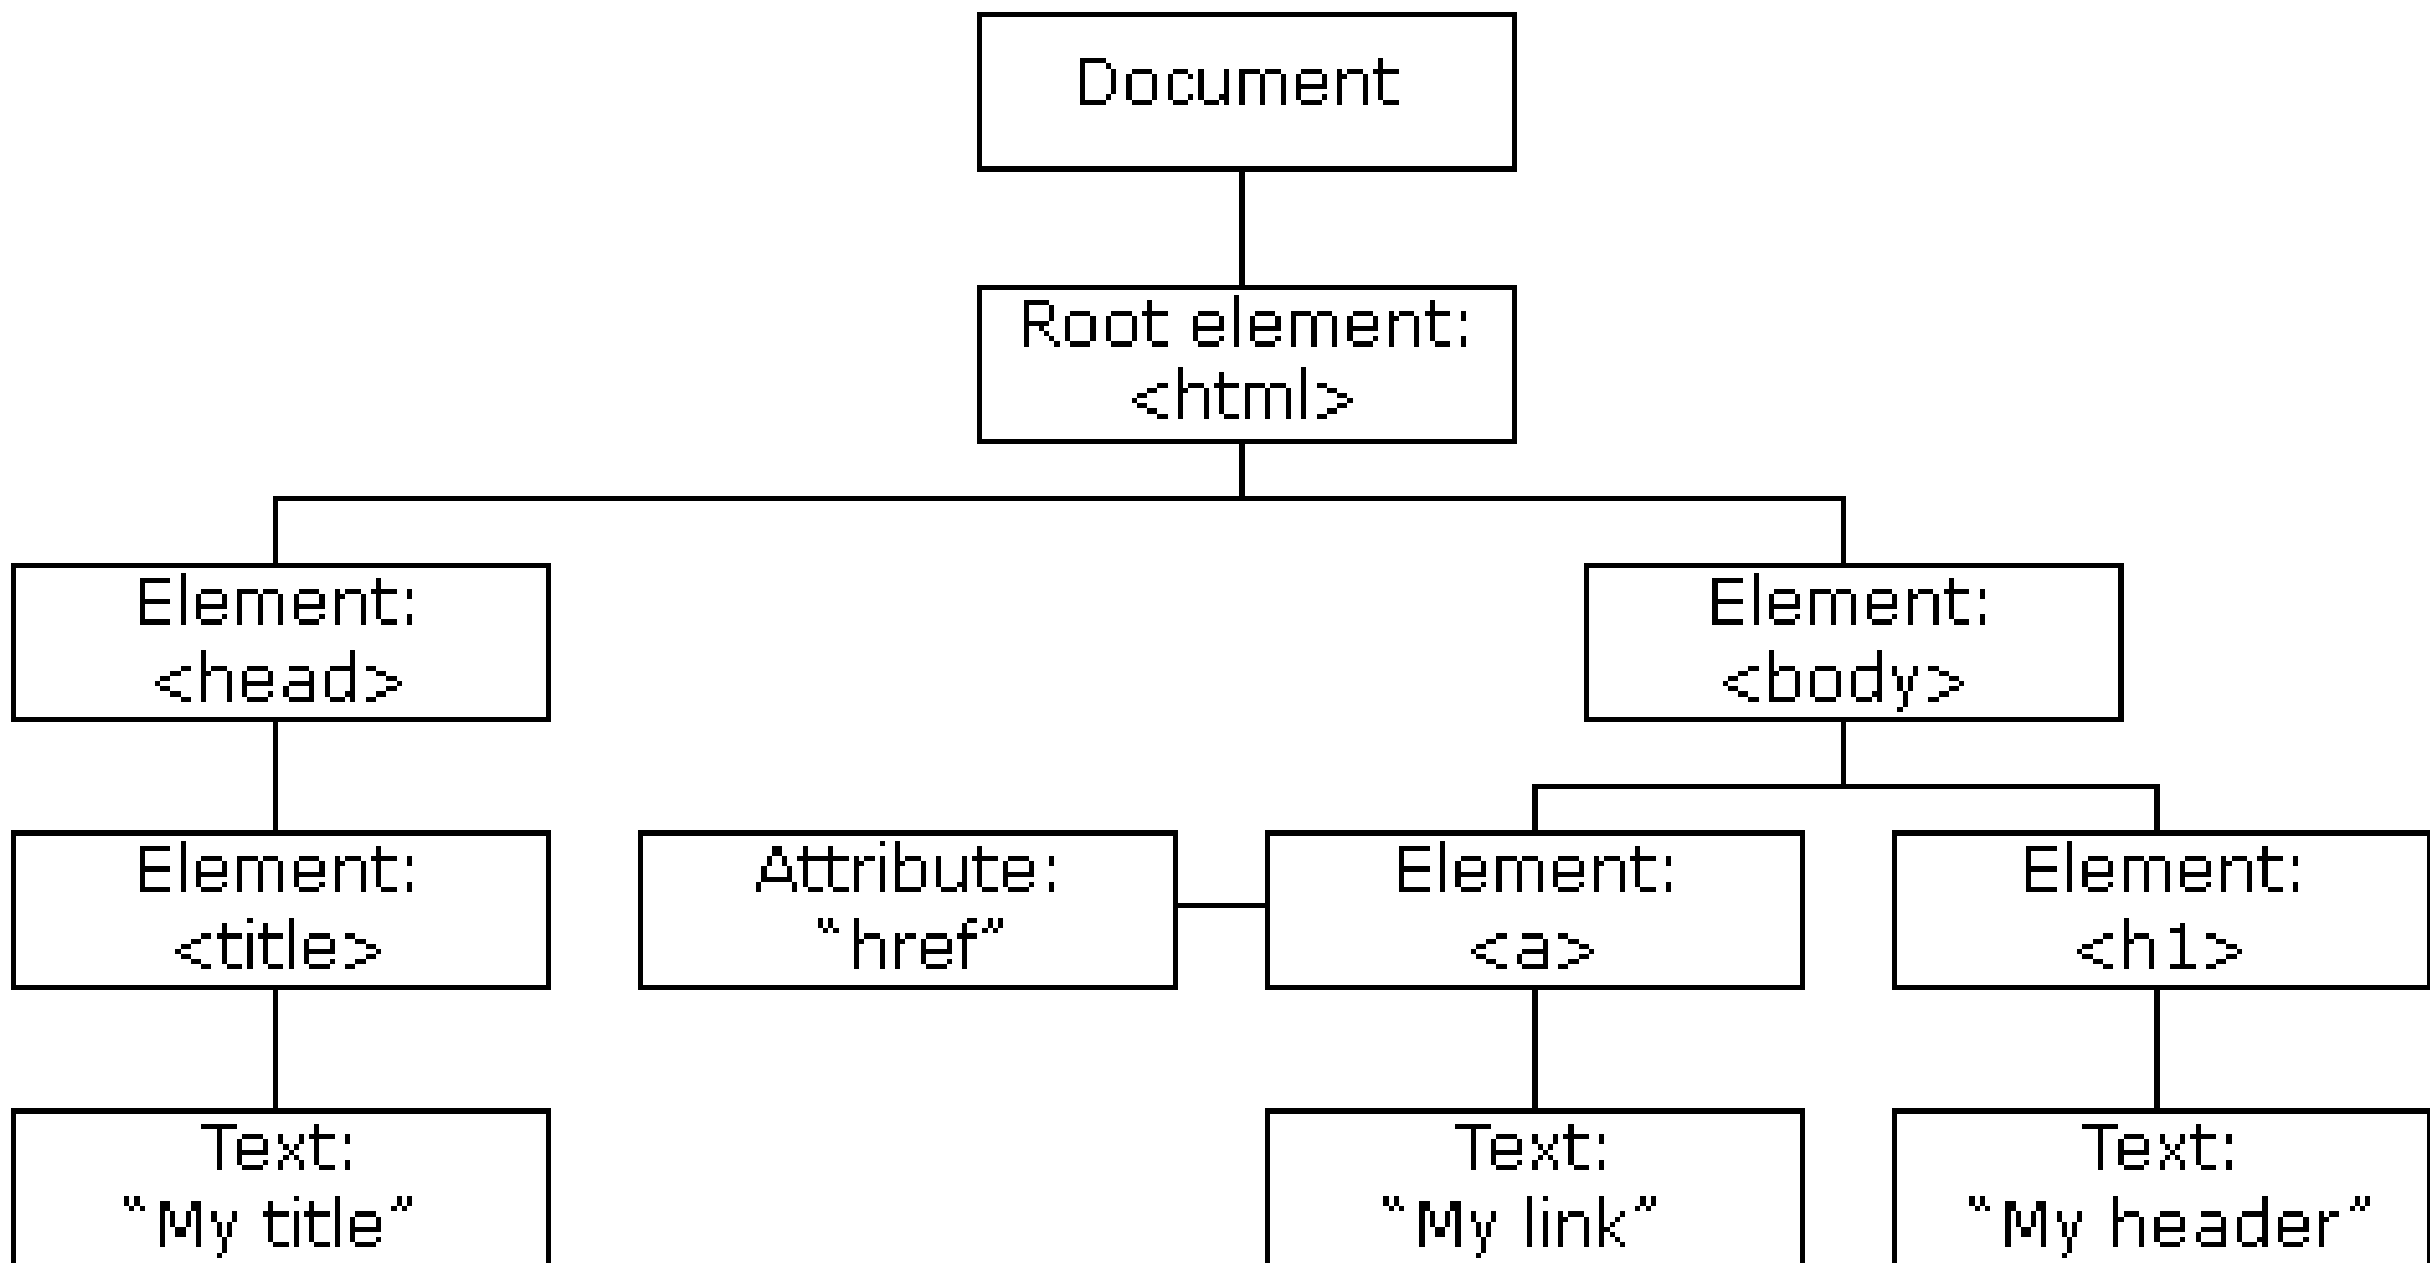 Document
Root element:
<html>
Element:
<head>
Element:
<body>
Element:
<title>
Attribute:
“href”
Element:
<a>
Element:
<h1>
Text:
“My title”
Text:
“My link”
Text:
“My header”